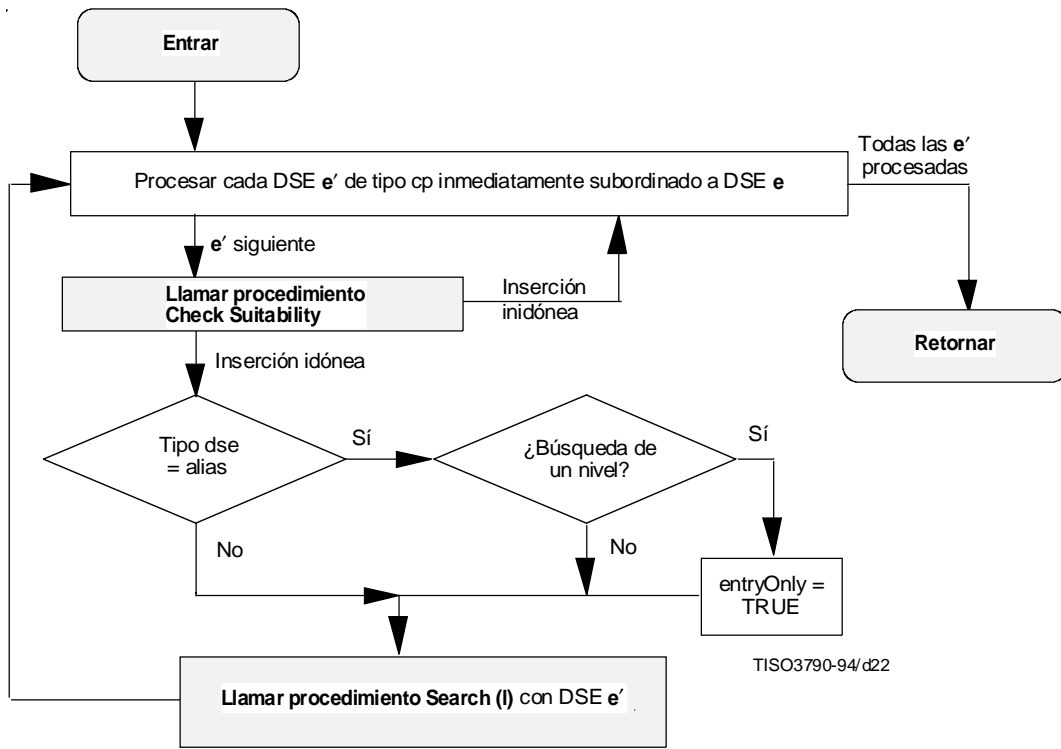 Entrar
Todas las e′
procesadas
Procesar cada DSE e′ de tipo cp inmediatamente subordinado a DSE e
e′ siguiente
Llamar procedimiento
Check Suitability
Inserción
inidónea
Retornar
Inserción idónea
Tipo dse
= alias
Sí
¿Búsqueda de
un nivel?
Sí
No
No
entryOnly =
TRUE
TISO3790-94/d22
Llamar procedimiento Search (I) con DSE e′